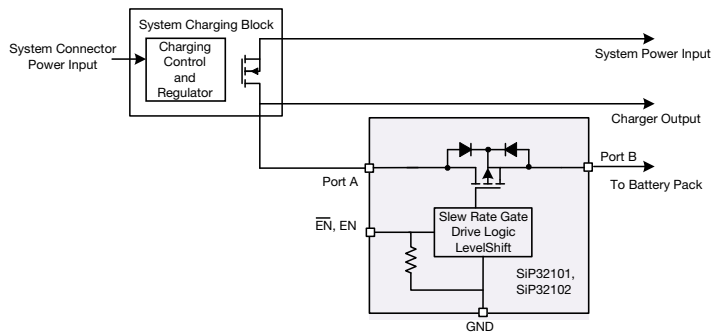 System Charging Block
System Connector
Power Input
Charging
Control
and
Regulator
System Power Input
Charger Output
Port A
Port B
To Battery Pack
EN, EN
Slew Rate Gate
Drive Logic
LevelShift
SiP32101,
SiP32102
GND